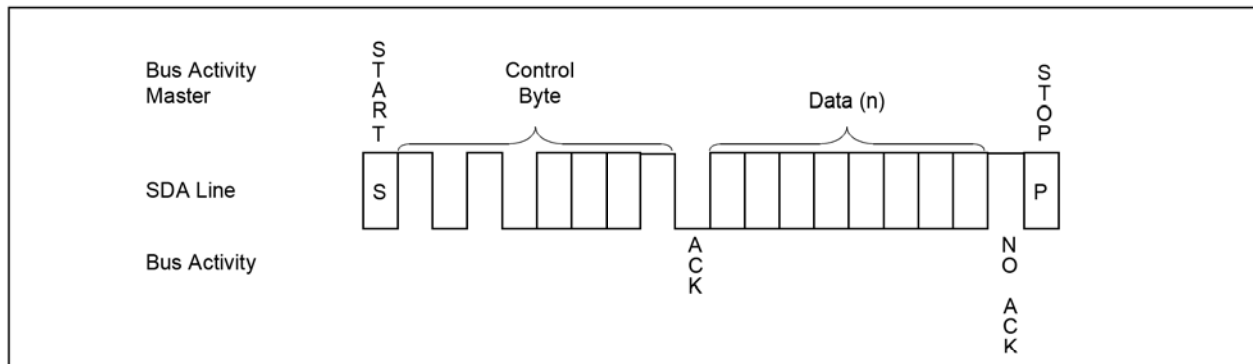 Bus Activity
Master
START
Control
Byte
Data (n)
STOP
SDA Line
S
P
Bus Activity
ACK
NO ACK